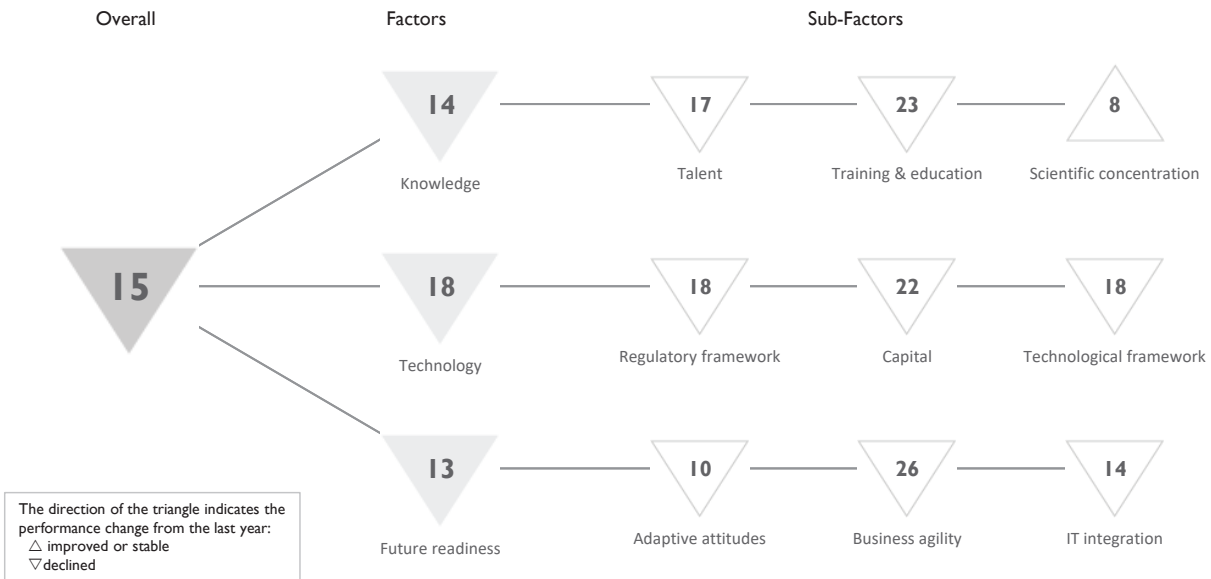 Overall Factors Sub-Factors
14 17 23 8
Knowledge Talent Training & education Scientific concentration
15 18 18 22 18
Technology Regulatory framework Capital Technological framework
13 10 26 14
Future readiness Adaptive attitudes Business agility IT integration
The direction of the triangle indicates the
performance change from the last year:
△ improved or stable
▽declined